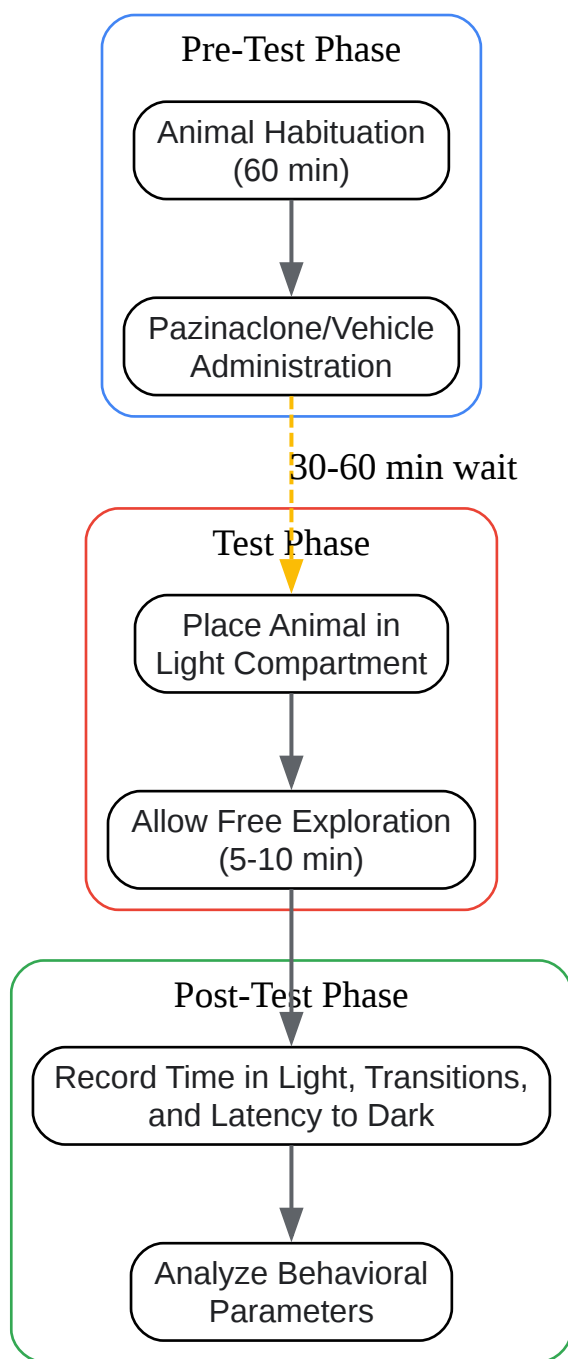 Pre-Test Phase
Animal Habituation
(60 min)
Pazinaclone/Vehicle
Administration
30-60 min wait
Test Phase
Place Animal in
Light Compartment
Allow Free Exploration
(5-10 min)
Post-Test Phase
Record Time in Light, Transitions,
and Latency to Dark
Analyze Behavioral
Parameters